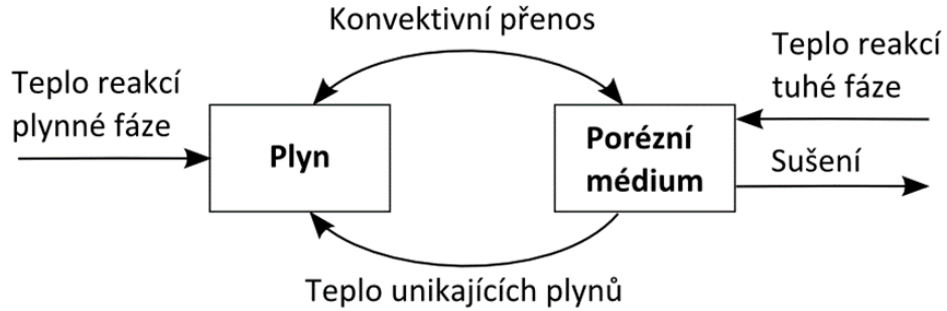 Konvektivní přenos
Teplo reakcí
plynné fáze
Plyn
Porézní
médium
Teplo reakcí
tuhé fáze
Sušení
Teplo unikajících plynů